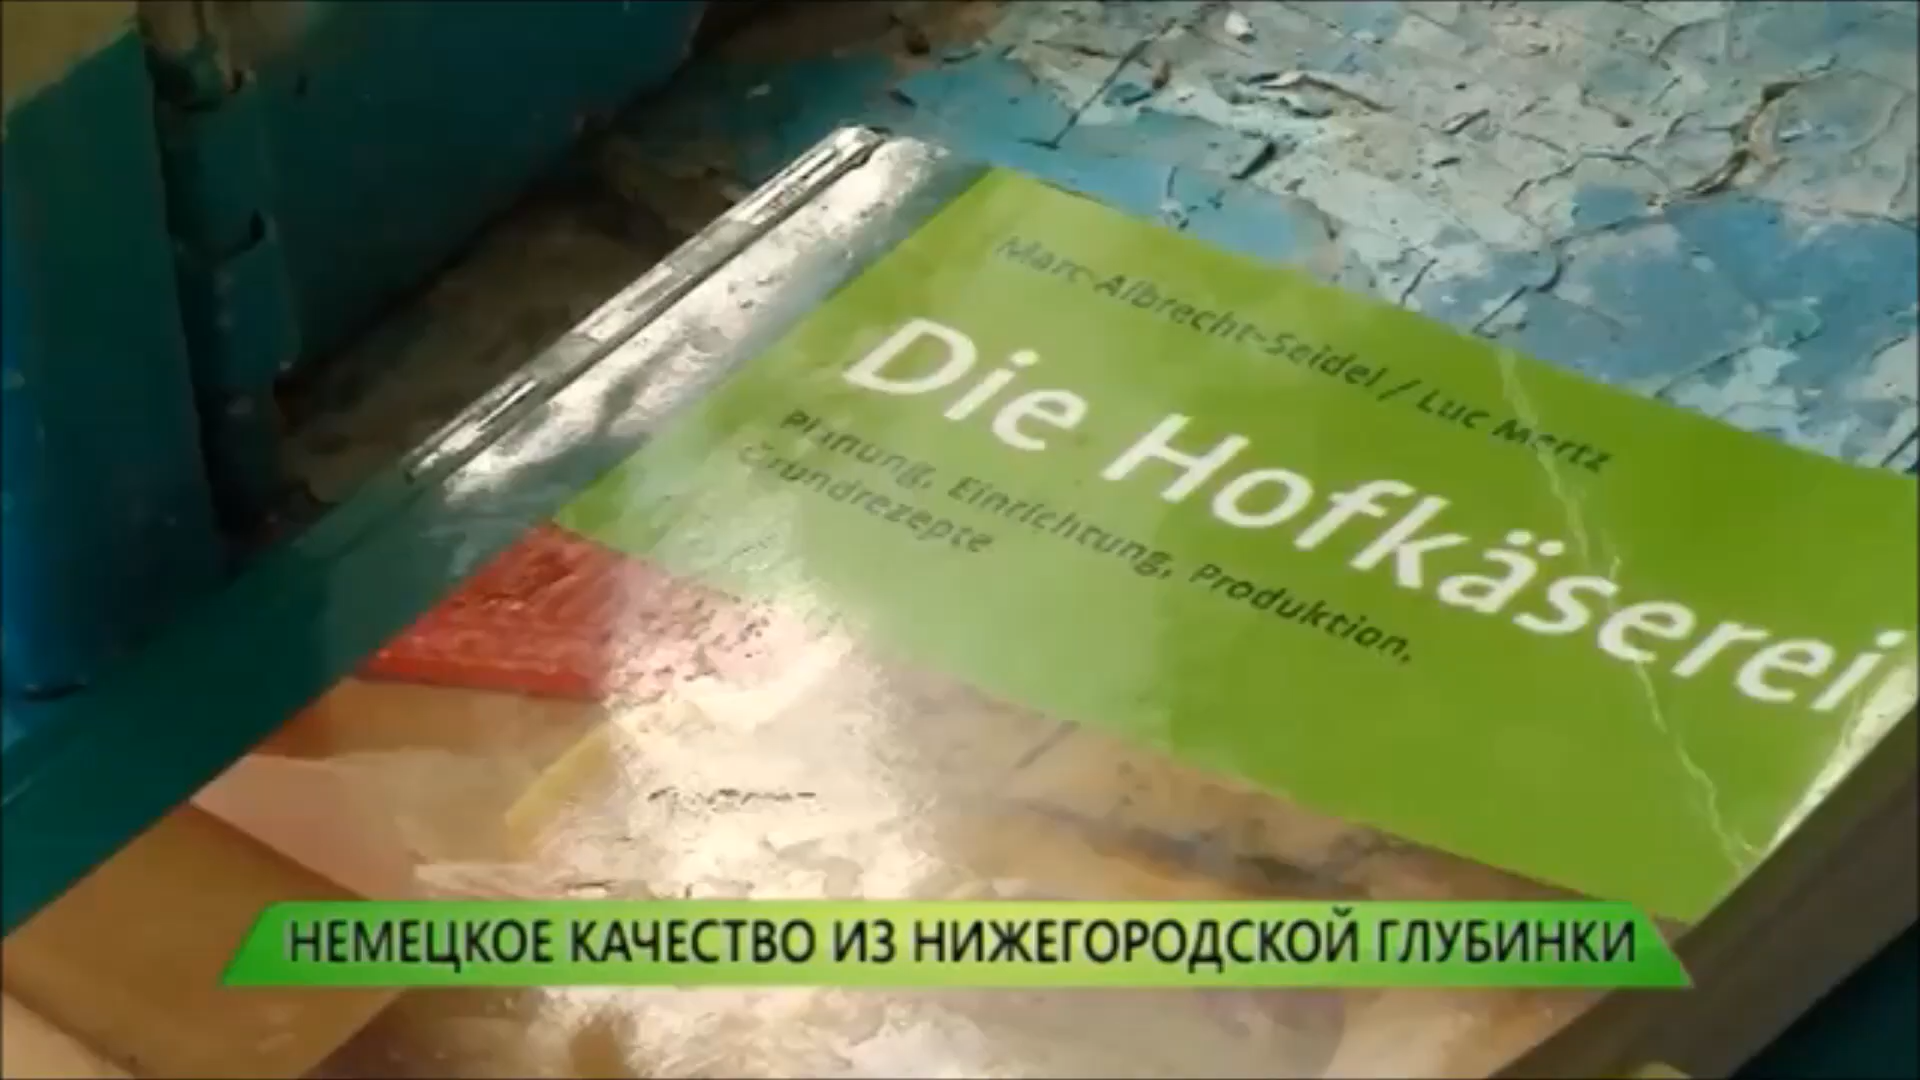 Marc-Albrecht-Seidel / Luc Mertz
Die Hofkäserei
Planung, Einrichtung, Produktion,
Grundrezepte
НЕМЕЦКОЕ КАЧЕСТВО ИЗ НИЖЕГОРОДСКОЙ ГЛУБИНКИ